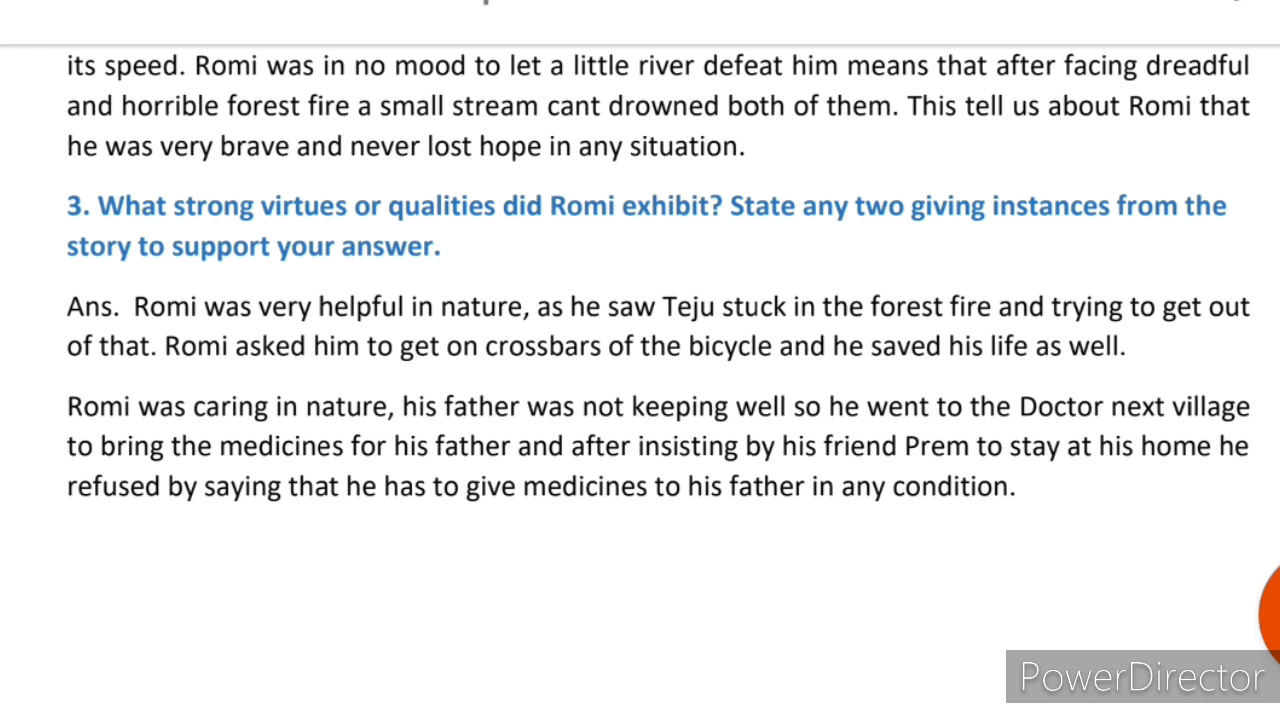 its speed. Romi was in no mood to let a little river defeat him means that after facing dreadful
and horrible forest fire a small stream cant drowned both of them. This tell us about Romi that
he was very brave and never lost hope in any situation.
3. What strong virtues or qualities did Romi exhibit? State any two giving instances from the
story to support your answer.
Ans. Romi was very helpful in nature, as he saw Teju stuck in the forest fire and trying to get out
of that. Romi asked him to get on crossbars of the bicycle and he saved his life as well.
Romi was caring in nature, his father was not keeping well so he went to the Doctor next village
to bring the medicines for his father and after insisting by his friend Prem to stay at his home he
refused by saying that he has to give medicines to his father in any condition.
PowerDirector